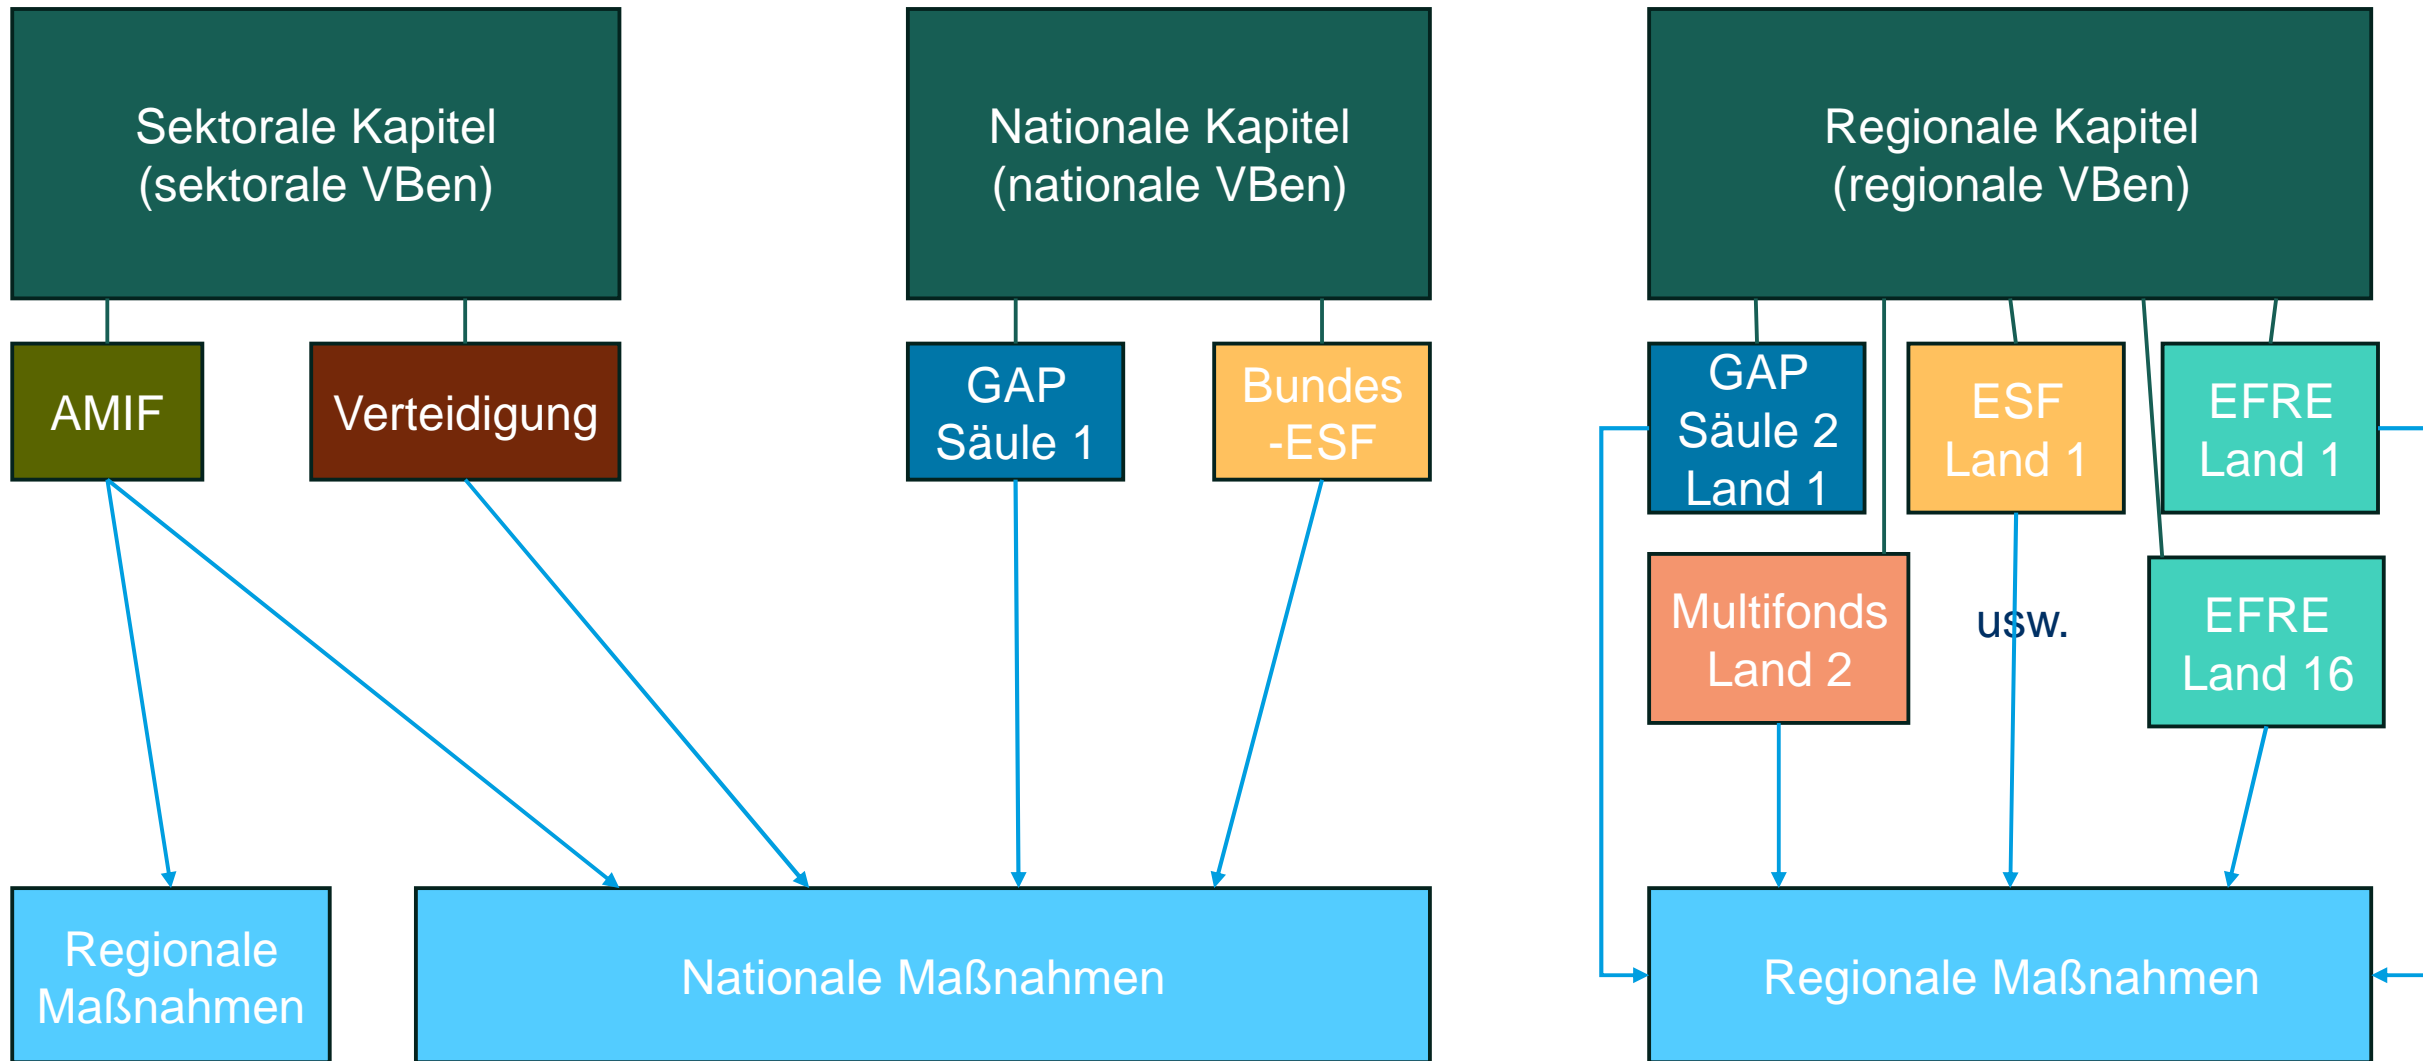 Sektorale Kapitel
(sektorale VBen)
Nationale Kapitel
(nationale VBen)
Regionale Kapitel
(regionale VBen)
AMIF
Verteidigung
GAP
Säule 1
Bundes
-ESF
GAP
Säule 2
Land 1
ESF
Land 1
EFRE
Land 1
Multifonds
Land 2
usw.
EFRE
Land 16
Regionale
Maßnahmen
Nationale Maßnahmen
Regionale Maßnahmen